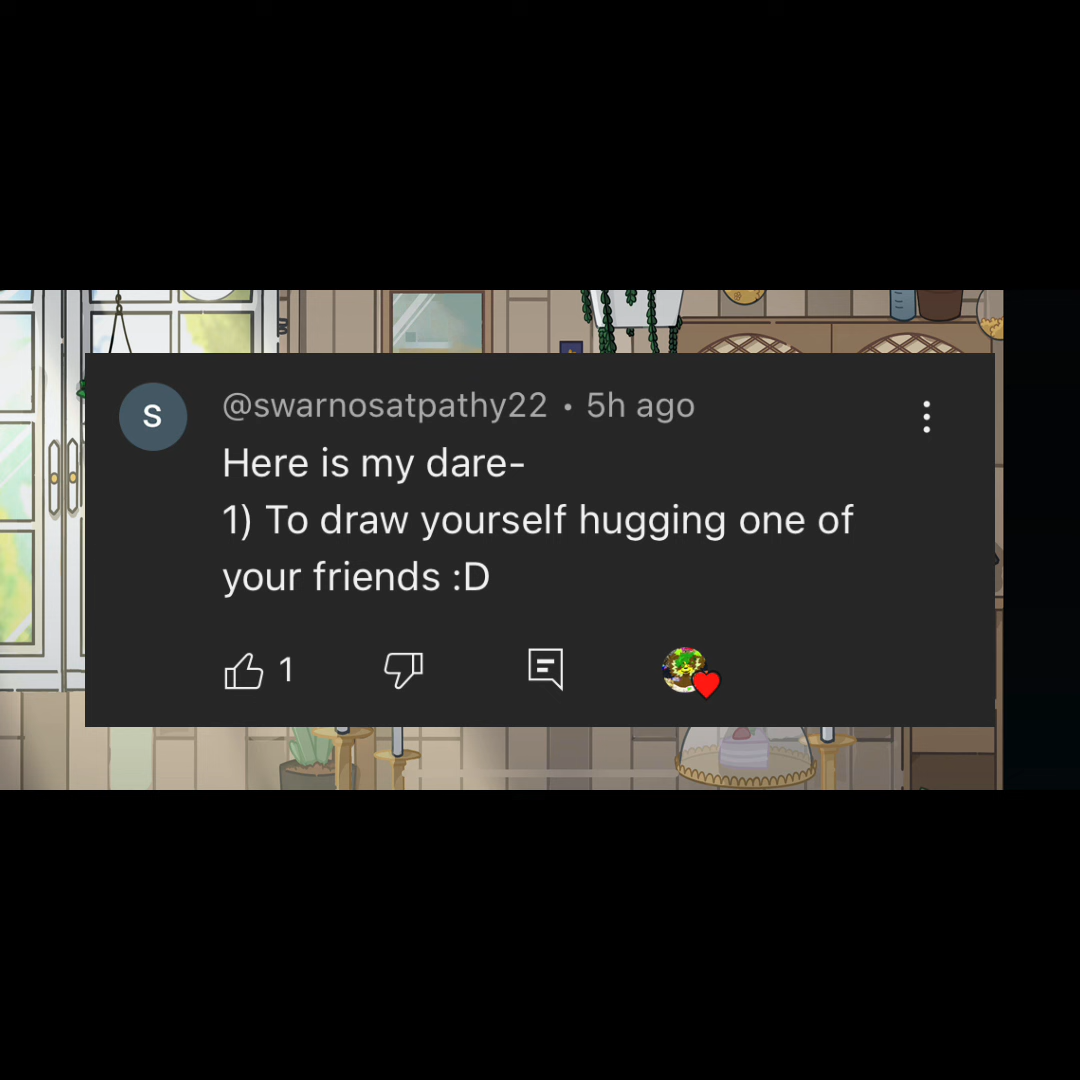 S
@swarnosatpathy22 • 5h ago
Here is my dare-
1) To draw yourself hugging one of
your friends :D
1